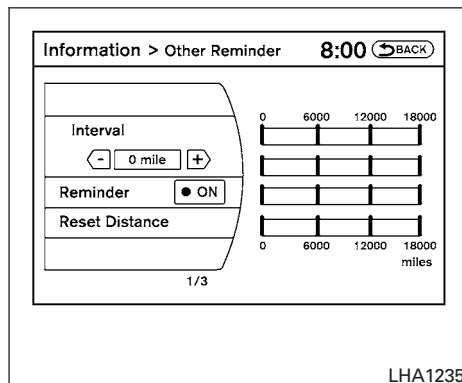 Information > Other Reminder 8:00 BACK
0 6000 12000 18000
Interval
- 0 mile +
Reminder ON
Reset Distance
0 6000 12000 18000
miles
1/3
LHA1235